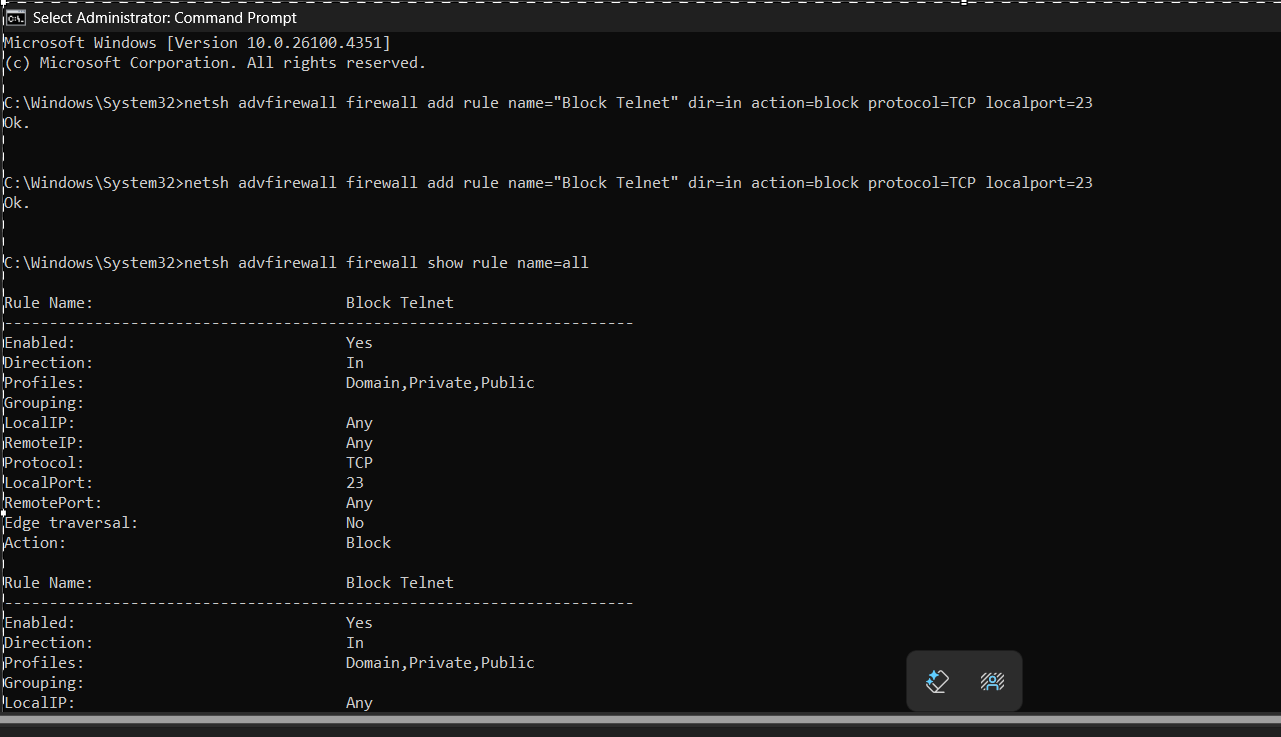 Select Administrator: Command Prompt
Microsoft Windows [Version 10.0.26100.4351]
(c) Microsoft Corporation. All rights reserved.
C:\Windows\System32>netsh advfirewall firewall add rule name="Block Telnet" dir=in action=block protocol=TCP localport=23
Ok.
C:\Windows\System32>netsh advfirewall firewall add rule name="Block Telnet" dir=in action=block protocol=TCP localport=23
Ok.
C:\Windows\System32>netsh advfirewall firewall show rule name=all
Rule Name: Block Telnet
----------------------------------------------------------------------
Enabled: Yes
Direction: In
Profiles: Domain,Private,Public
Grouping:
LocalIP: Any
RemoteIP: Any
Protocol: TCP
LocalPort: 23
RemotePort: Any
Edge traversal: No
Action: Block
Rule Name: Block Telnet
----------------------------------------------------------------------
Enabled: Yes
Direction: In
Profiles: Domain,Private,Public
Grouping:
LocalIP: Any